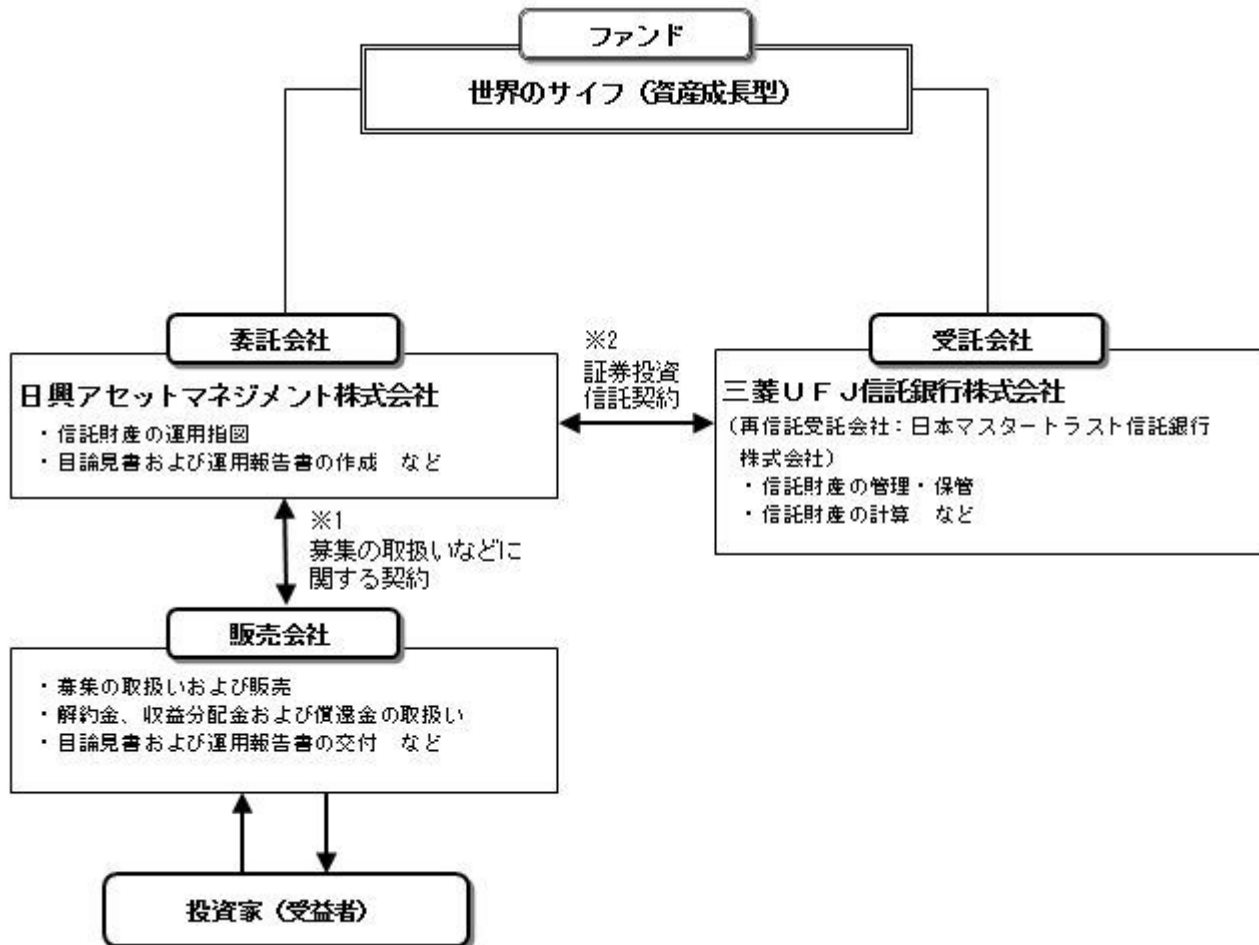 ファンド
世界のサイフ（資産成長型）
委託会社
日興アセットマネジメント株式会社
・信託財産の運用指図
・目論見書および運用報告書の作成　など
※2
証券投資
信託契約
受託会社
三菱ＵＦＪ信託銀行株式会社
（再信託受託会社：日本マスタートラスト信託銀行
株式会社）
・信託財産の管理・保管
・信託財産の計算　など
※1
募集の取扱いなどに
関する契約
販売会社
・募集の取扱いおよび販売
・解約金、収益分配金および償還金の取扱い
・目論見書および運用報告書の交付　など
投資家（受益者）